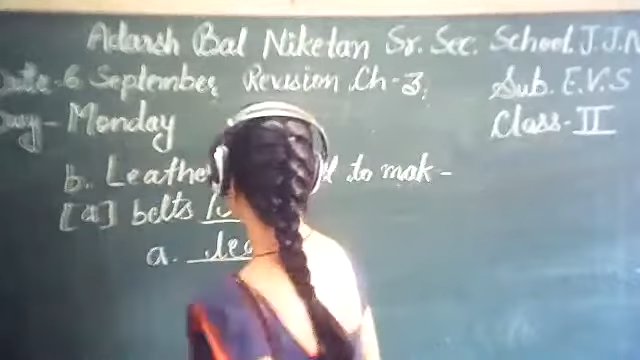 Adarsh Bal Niketan Sr. Sec. School. J.J.N
Date-6 September Revision Ch-3. Sub. E.V.S
Day-Monday Class-II
b. Leather to mak-
[a] belts
a.